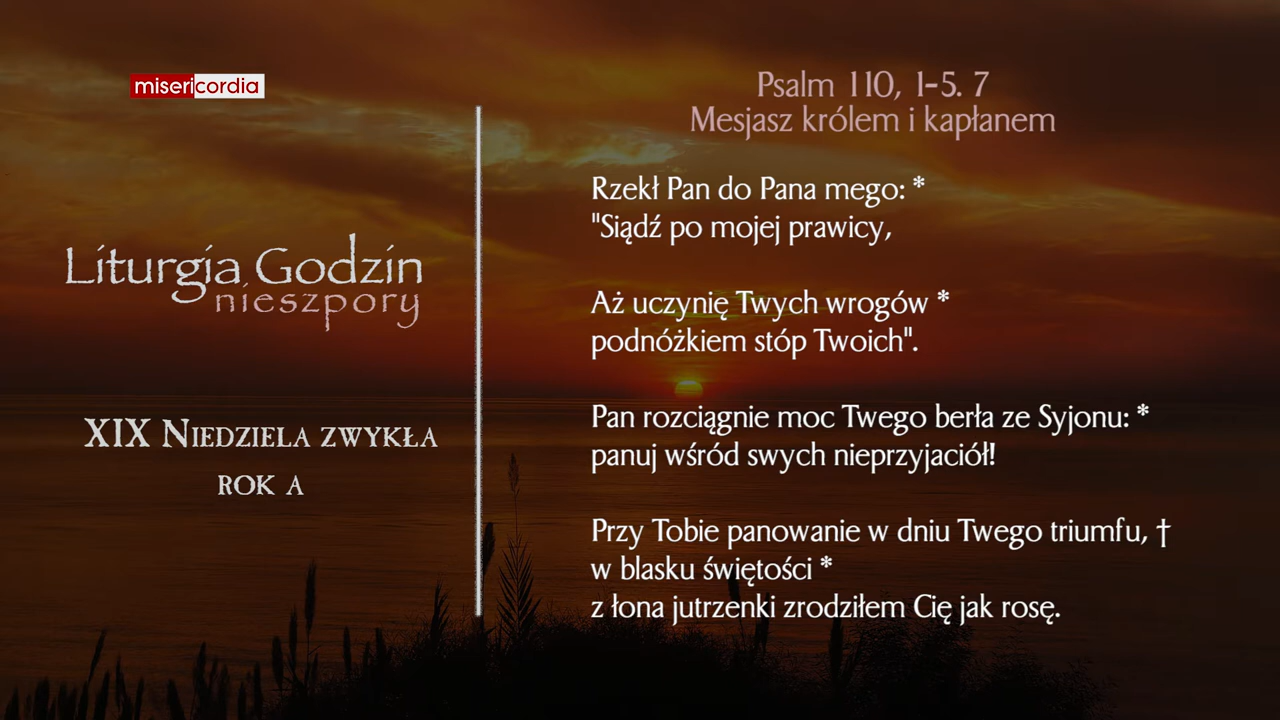 misericordia
Liturgia Godzin
nieszpory
XIX Niedziela zwykła
rok a
Psalm 110, 1-5. 7
Mesjasz królem i kapłanem
Rzekł Pan do Pana mego: *
"Siądź po mojej prawicy,
Aż uczynię Twych wrogów *
podnóżkiem stóp Twoich".
Pan rozciągnie moc Twego berła ze Syjonu: *
panuj wśród swych nieprzyjaciół!
Przy Tobie panowanie w dniu Twego triumfu, †
w blasku świętości *
z łona jutrzenki zrodziłem Cię jak rosę.